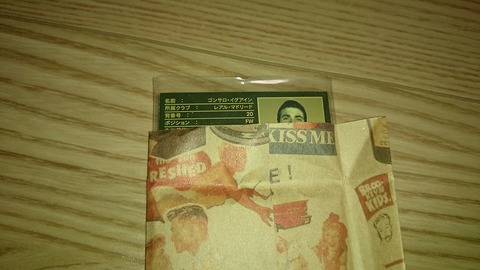 名前 : ゴンサロ・イグアイン
所属クラブ : レアル・マドリード
背番号 : 20
ポジション : FW
KISS ME
RESHED
E!
BROO-
KIDS